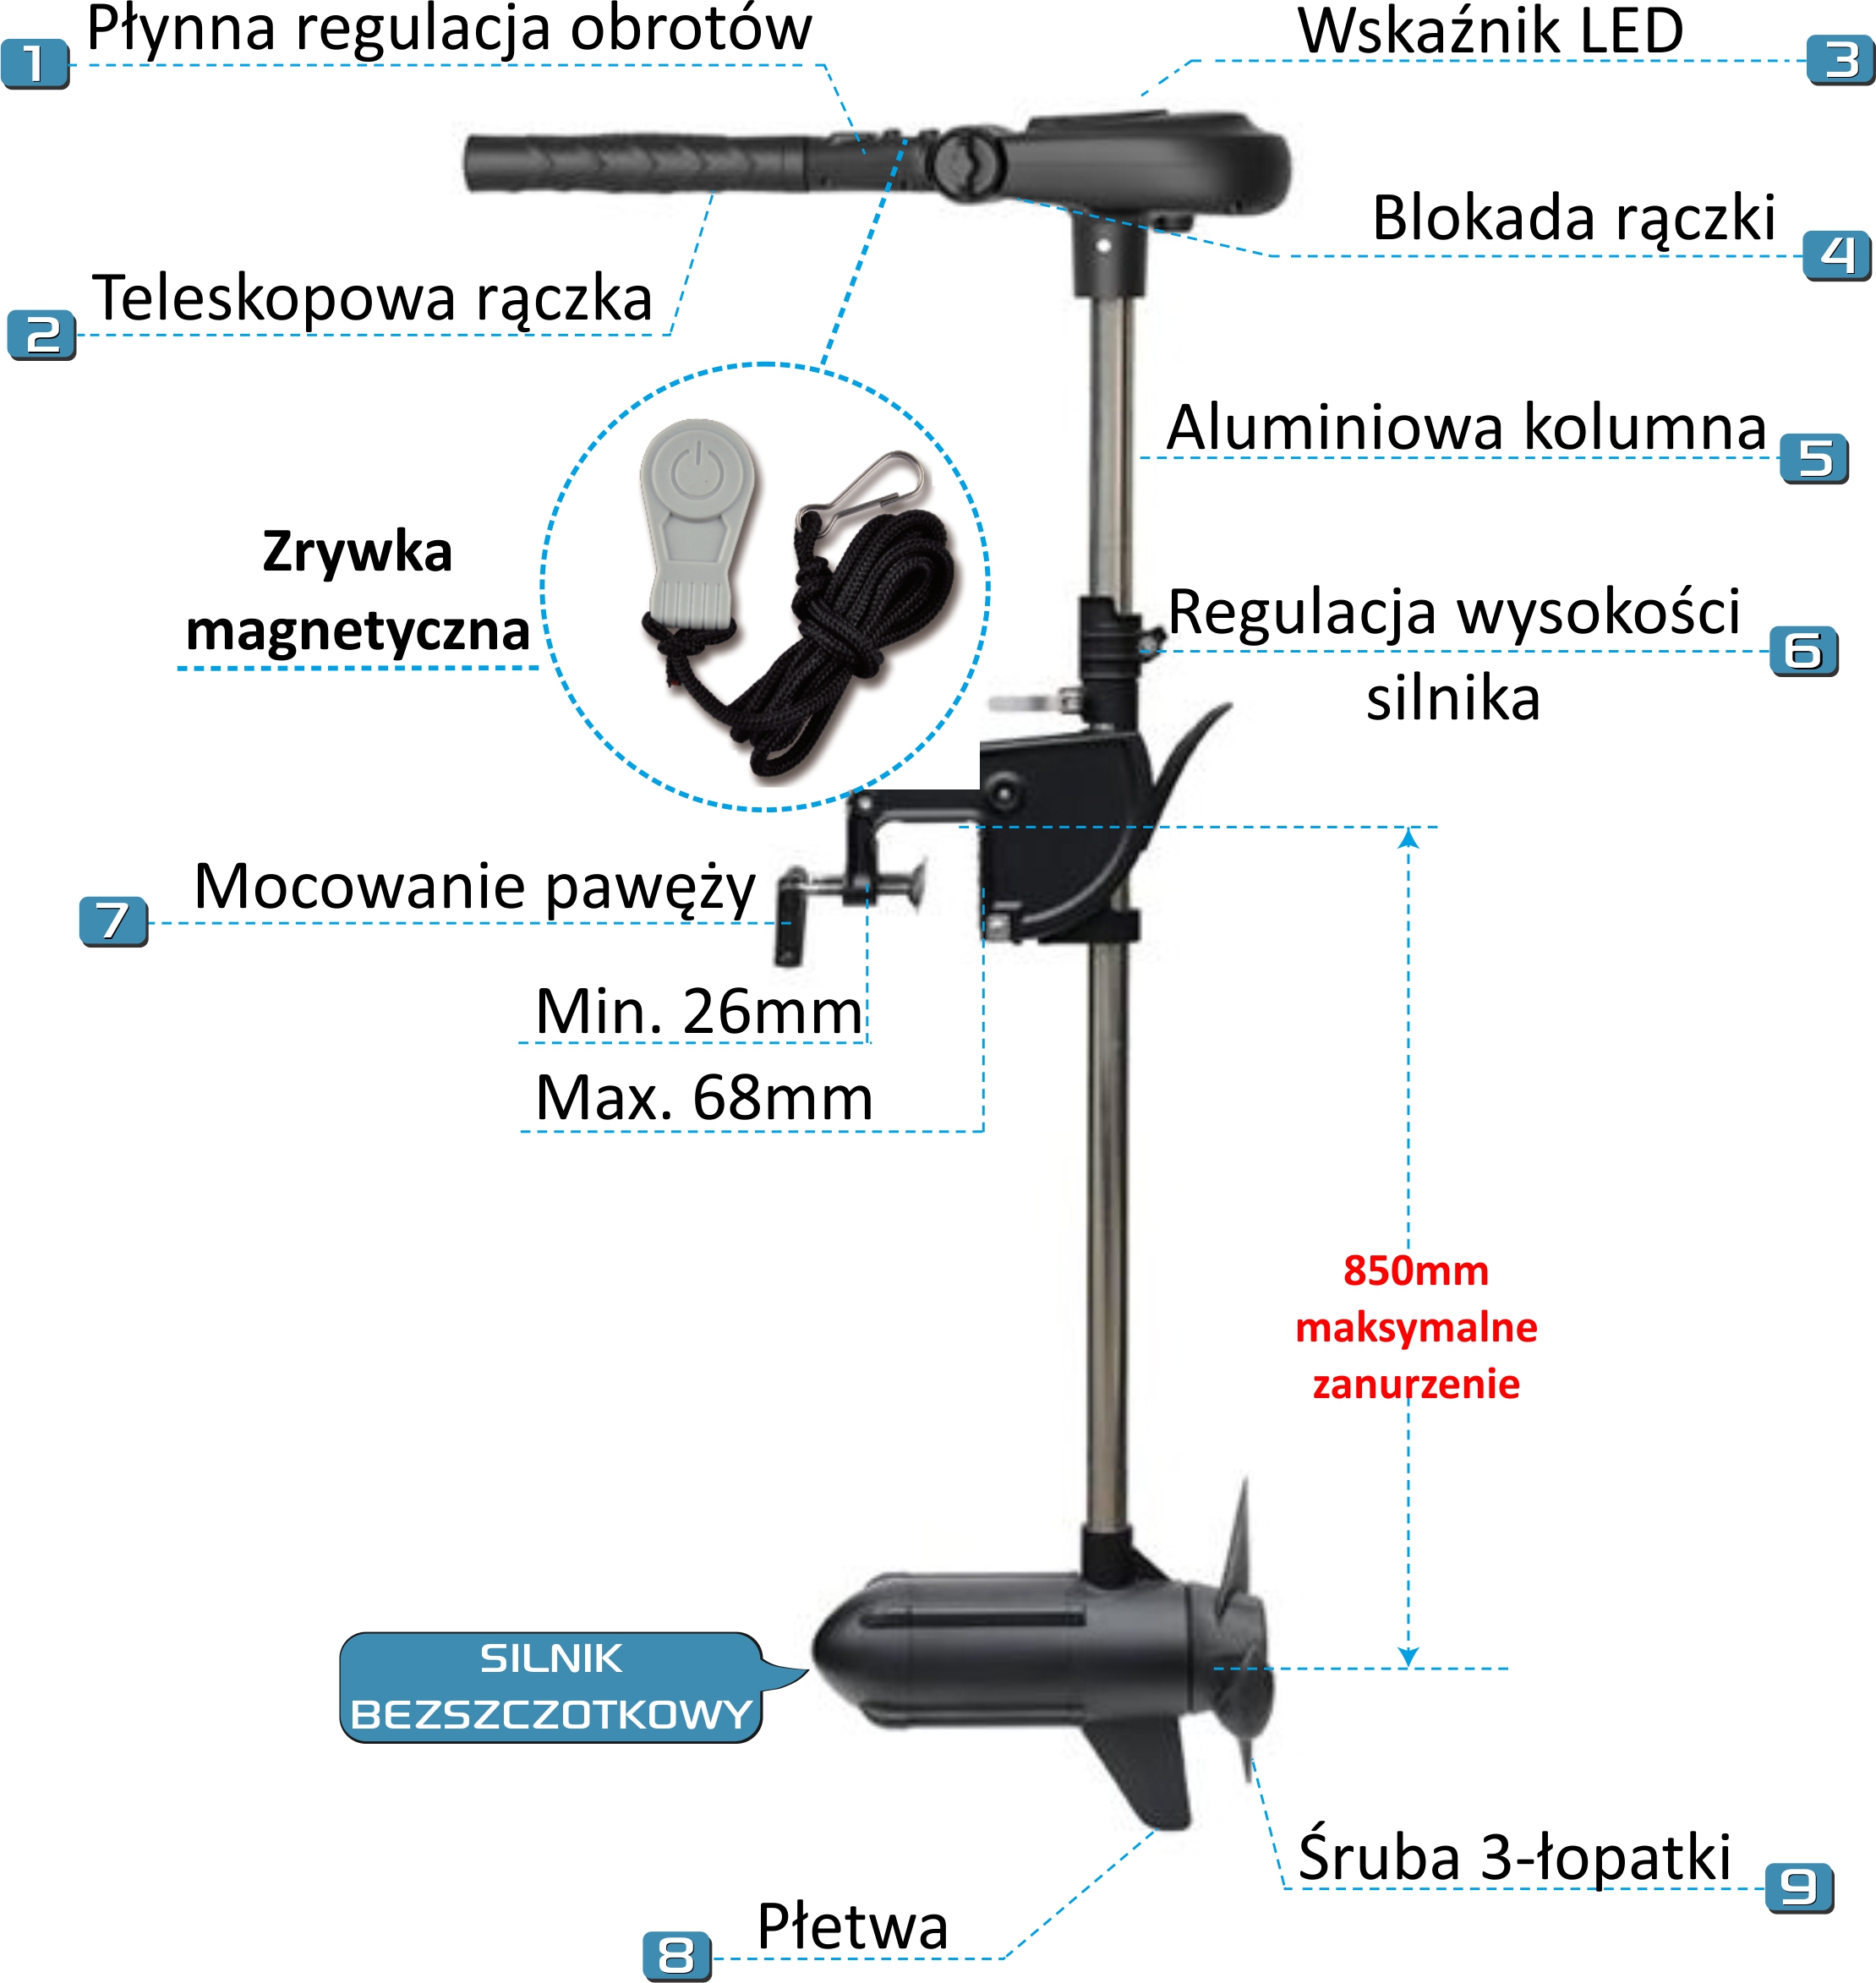 1 Płynna regulacja obrotów
Wskaźnik LED 3
Blokada rączki 4
2 Teleskopowa rączka
Aluminiowa kolumna 5
Zrywka
magnetyczna
Regulacja wysokości 6
silnika
7 Mocowanie pawęży
Min. 26mm
Max. 68mm
850mm
maksymalne
zanurzenie
SILNIK
BEZSZCZOTKOWY
Śruba 3-łopatki 9
8 Płetwa